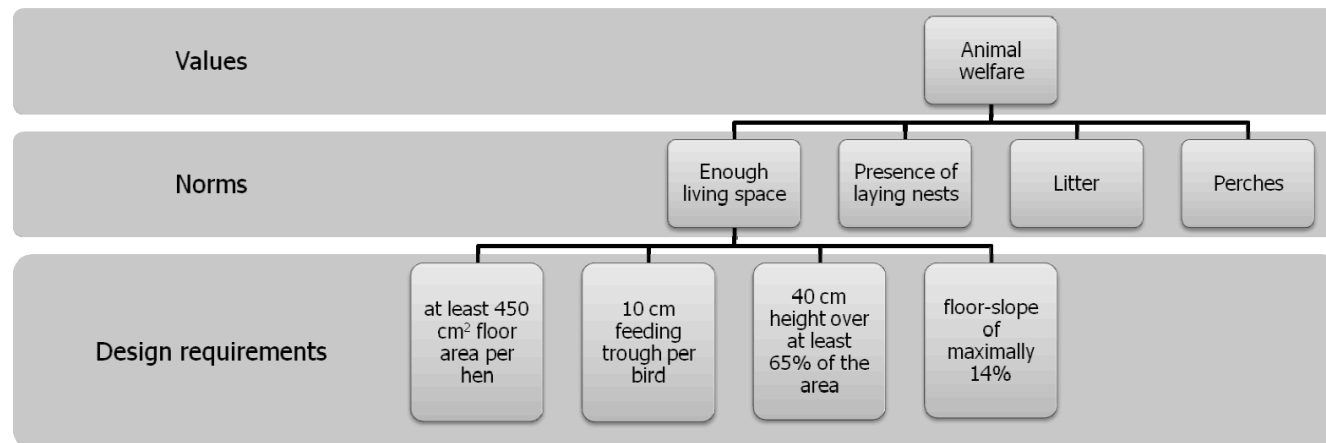 Values
Animal
welfare
Norms
Enough
living space
Presence of
laying nests
Litter
Perches
Design requirements
at least 450
cm² floor
area per
hen
10 cm
feeding
trough per
bird
40 cm
height over
at least
65% of the
area
floor-slope
of
maximally
14%